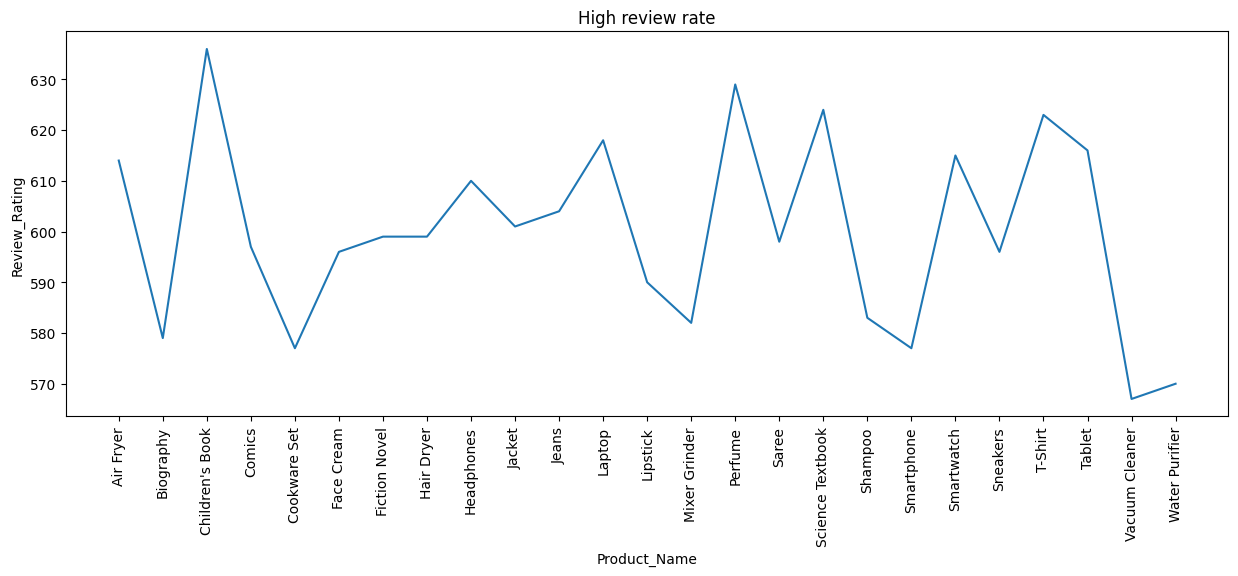 High review rate
Review_Rating
630
620
610
600
590
580
570
Air Fryer
Biography
Children's Book
Comics
Cookware Set
Face Cream
Fiction Novel
Hair Dryer
Headphones
Jacket
Jeans
Laptop
Lipstick
Mixer Grinder
Perfume
Saree
Science Textbook
Shampoo
Smartphone
Smartwatch
Sneakers
T-Shirt
Tablet
Vacuum Cleaner
Water Purifier
Product_Name